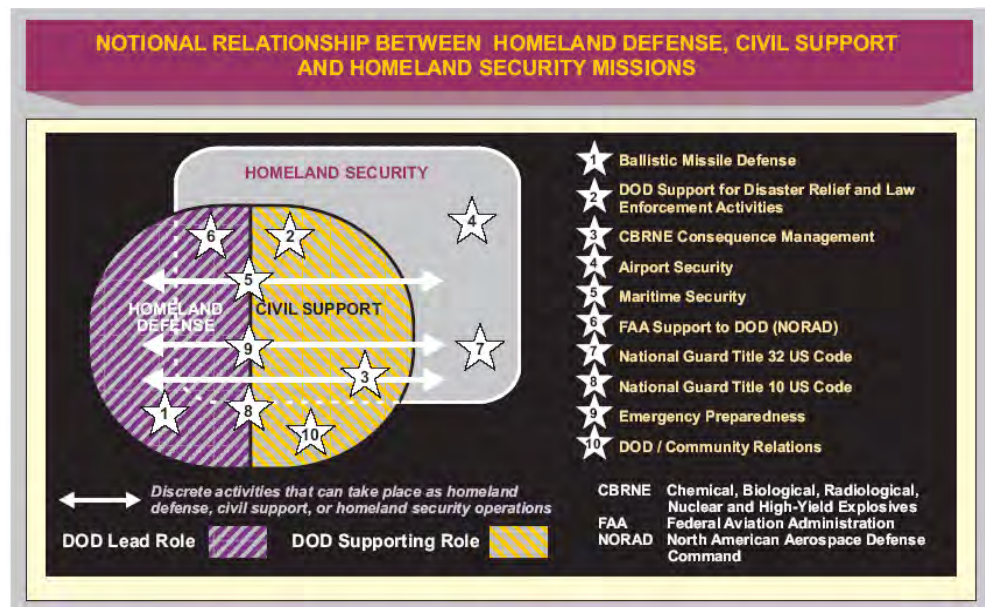 NOTIONAL RELATIONSHIP BETWEEN HOMELAND DEFENSE, CIVIL SUPPORT
AND HOMELAND SECURITY MISSIONS
HOMELAND SECURITY
6
2
4
5
HOMELAND
DEFENSE
CIVIL SUPPORT
9
7
3
1
8
10
1 Ballistic Missile Defense
2 DOD Support for Disaster Relief and Law
Enforcement Activities
3 CBRNE Consequence Management
4 Airport Security
5 Maritime Security
6 FAA Support to DOD (NORAD)
7 National Guard Title 32 US Code
8 National Guard Title 10 US Code
9 Emergency Preparedness
10 DOD / Community Relations
Discrete activities that can take place as homeland
defense, civil support, or homeland security operations
DOD Lead Role
DOD Supporting Role
CBRNE Chemical, Biological, Radiological,
Nuclear and High-Yield Explosives
FAA Federal Aviation Administration
NORAD North American Aerospace Defense
Command